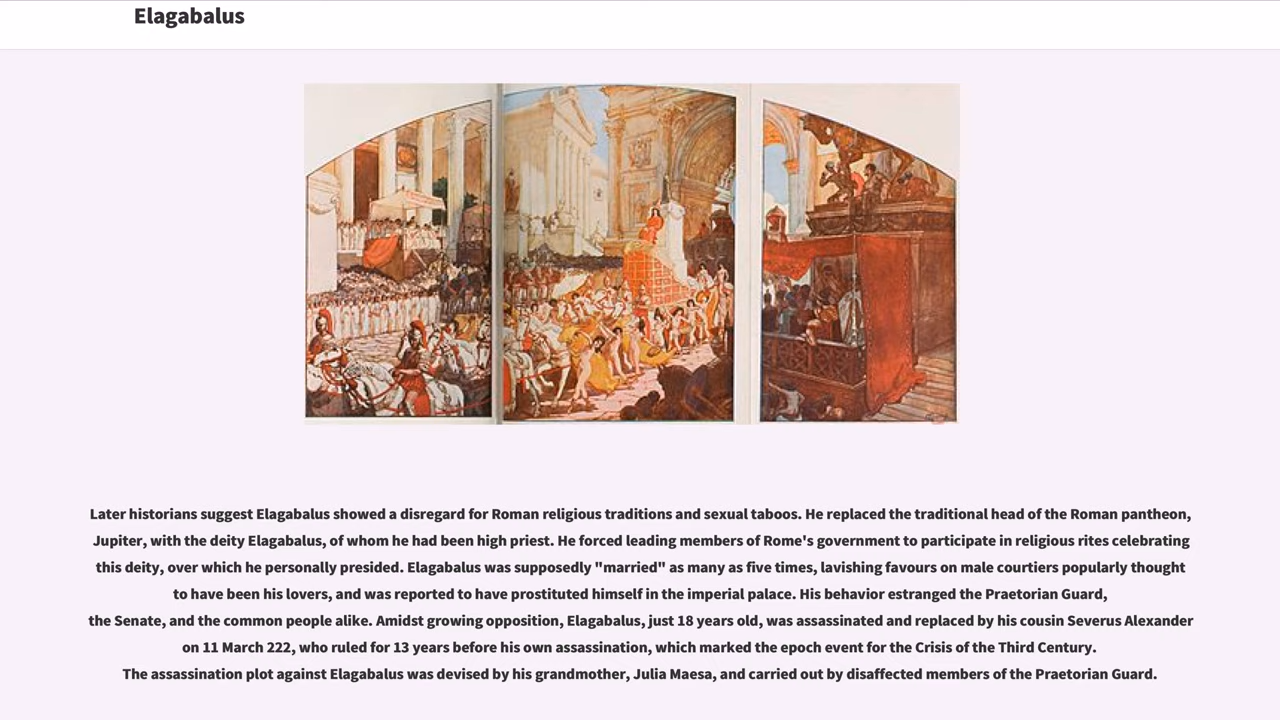 Elagabalus
Later historians suggest Elagabalus showed a disregard for Roman religious traditions and sexual taboos. He replaced the traditional head of the Roman pantheon,
Jupiter, with the deity Elagabalus, of whom he had been high priest. He forced leading members of Rome's government to participate in religious rites celebrating
this deity, over which he personally presided. Elagabalus was supposedly "married" as many as five times, lavishing favours on male courtiers popularly thought
to have been his lovers, and was reported to have prostituted himself in the imperial palace. His behavior estranged the Praetorian Guard,
the Senate, and the common people alike. Amidst growing opposition, Elagabalus, just 18 years old, was assassinated and replaced by his cousin Severus Alexander
on 11 March 222, who ruled for 13 years before his own assassination, which marked the epoch event for the Crisis of the Third Century.
The assassination plot against Elagabalus was devised by his grandmother, Julia Maesa, and carried out by disaffected members of the Praetorian Guard.